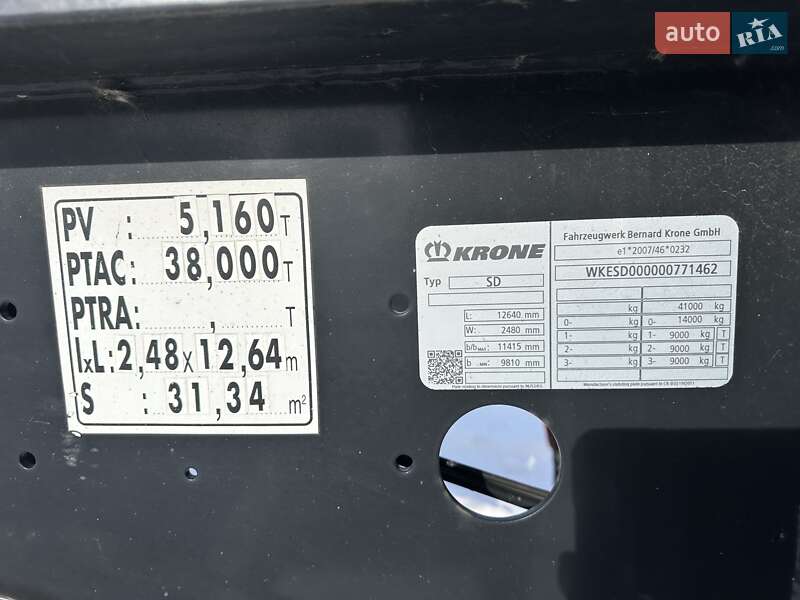 auto RIA.com
PV : 5,160 T
PTAC: 38,000 T
PTRA: , T
lxL: 2,48 x 12,64 m
S : 31,34 m²
KRONE
Typ SD
L: 12640 mm
W: 2480 mm
b/bMAX: 11415 mm
b MIN: 9810 mm
Fahrzeugwerk Bernard Krone GmbH
e1*2007/46*0232
WKESD000000771462
kg 41000 kg
0- kg 0- 14000 kg
1- kg 1- 9000 kg T
2- kg 2- 9000 kg T
3- kg 3- 9000 kg T